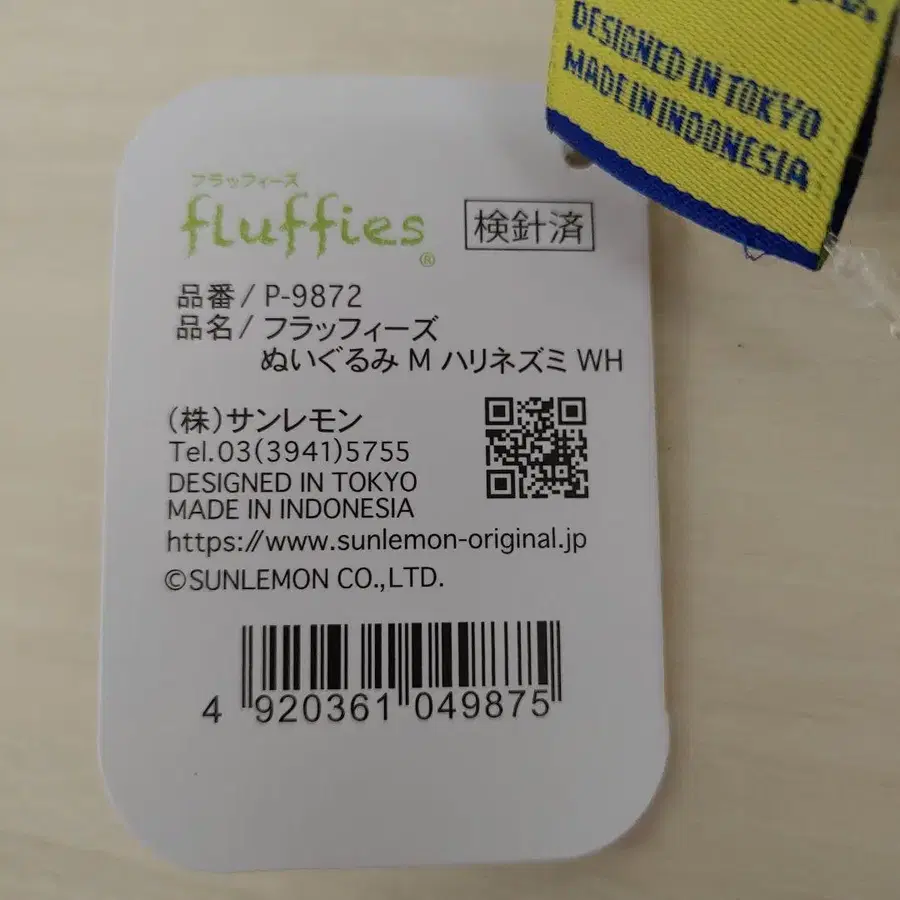 DESIGNED IN TOKYO
MADE IN INDONESIA
フラッフィーズ
fluffies®
検針済
品番/ P-9872
品名/ フラッフィーズ
ぬいぐるみ M ハリネズミ WH
(株)サンレモン
Tel.03(3941)5755
DESIGNED IN TOKYO
MADE IN INDONESIA
https://www.sunlemon-original.jp
©SUNLEMON CO.,LTD.
4 920361 049875